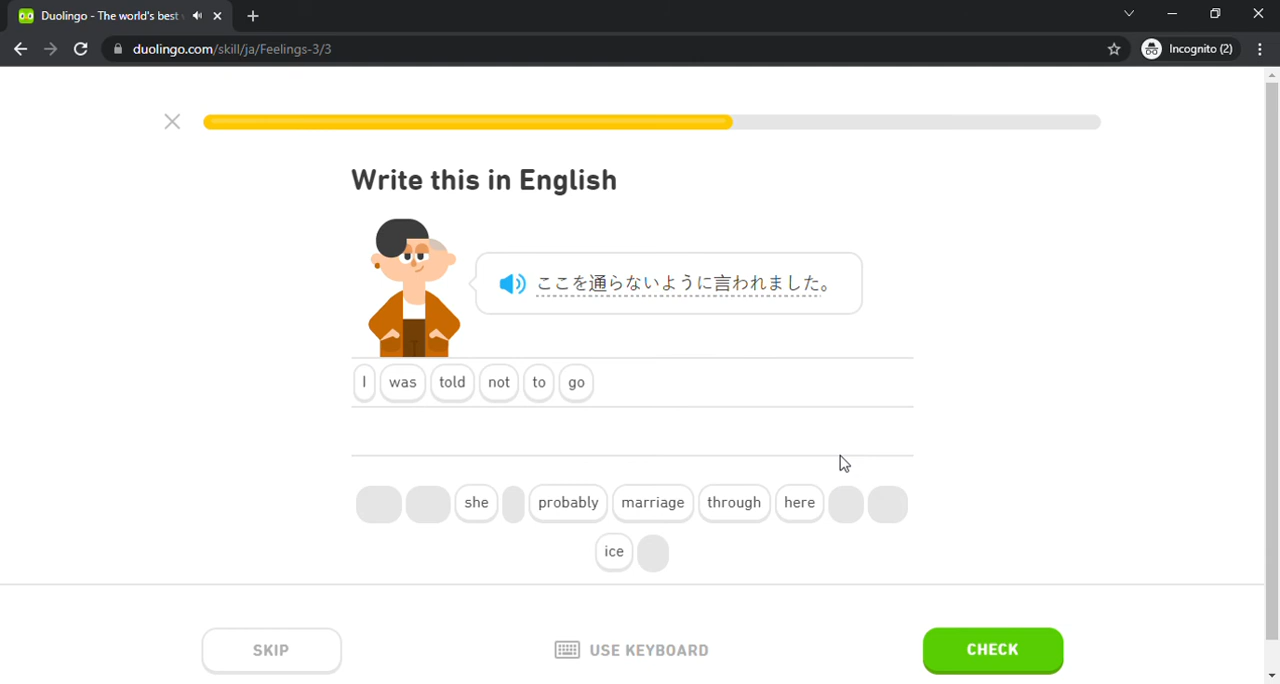 Duolingo - The world's best
duolingo.com/skill/ja/Feelings-3/3
Incognito (2)
Write this in English
ここを通らないように言われました。
I was told not to go
she probably marriage through here
ice
SKIP
USE KEYBOARD
CHECK